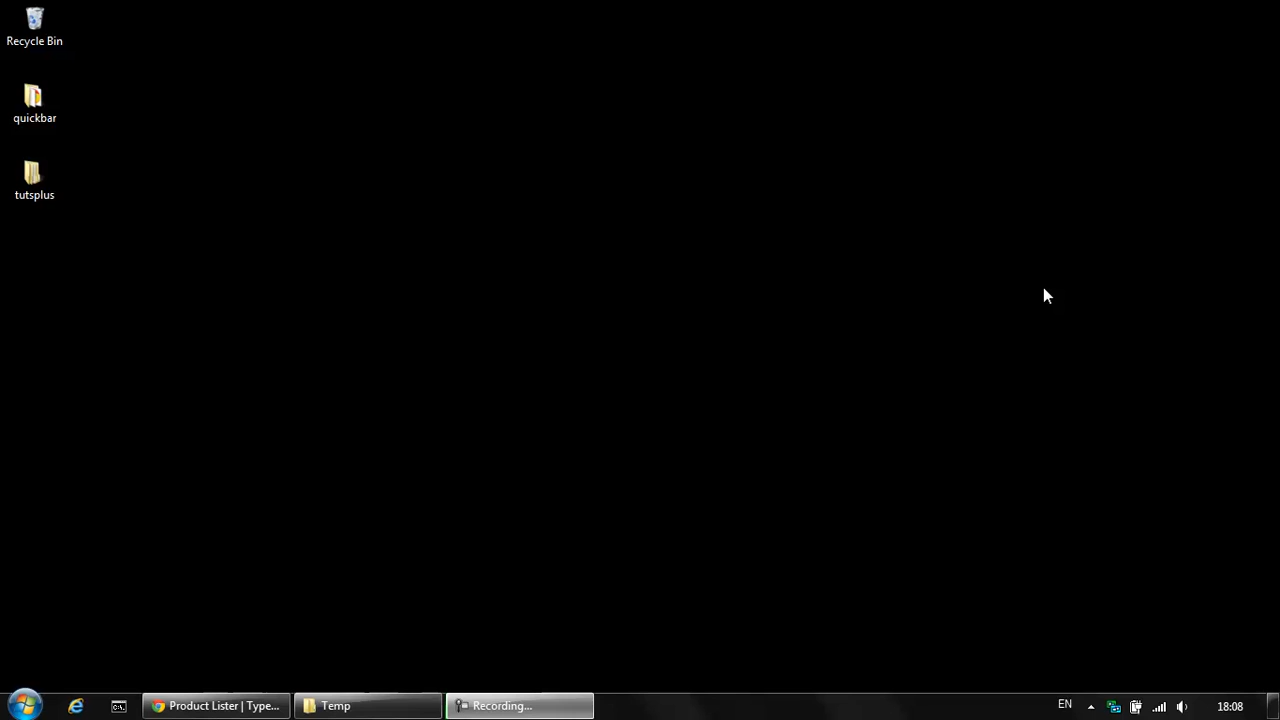 Recycle Bin
quickbar
tutsplus
Product Lister | Type...
Temp
Recording...
EN
18:08